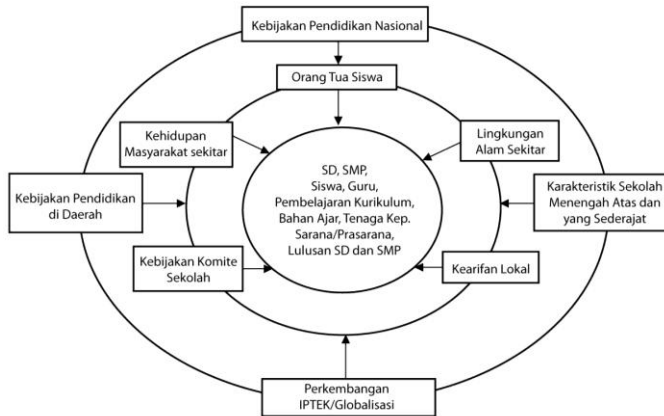 Kebijakan Pendidikan Nasional
Orang Tua Siswa
Kehidupan
Masyarakat sekitar
Lingkungan
Alam Sekitar
SD, SMP,
Siswa, Guru,
Pembelajaran Kurikulum,
Bahan Ajar, Tenaga Kep.
Sarana/Prasarana,
Lulusan SD dan SMP
Kebijakan Pendidikan
di Daerah
Karakteristik Sekolah
Menengah Atas dan
yang Sederajat
Kebijakan Komite
Sekolah
Kearifan Lokal
Perkembangan
IPTEK/Globalisasi